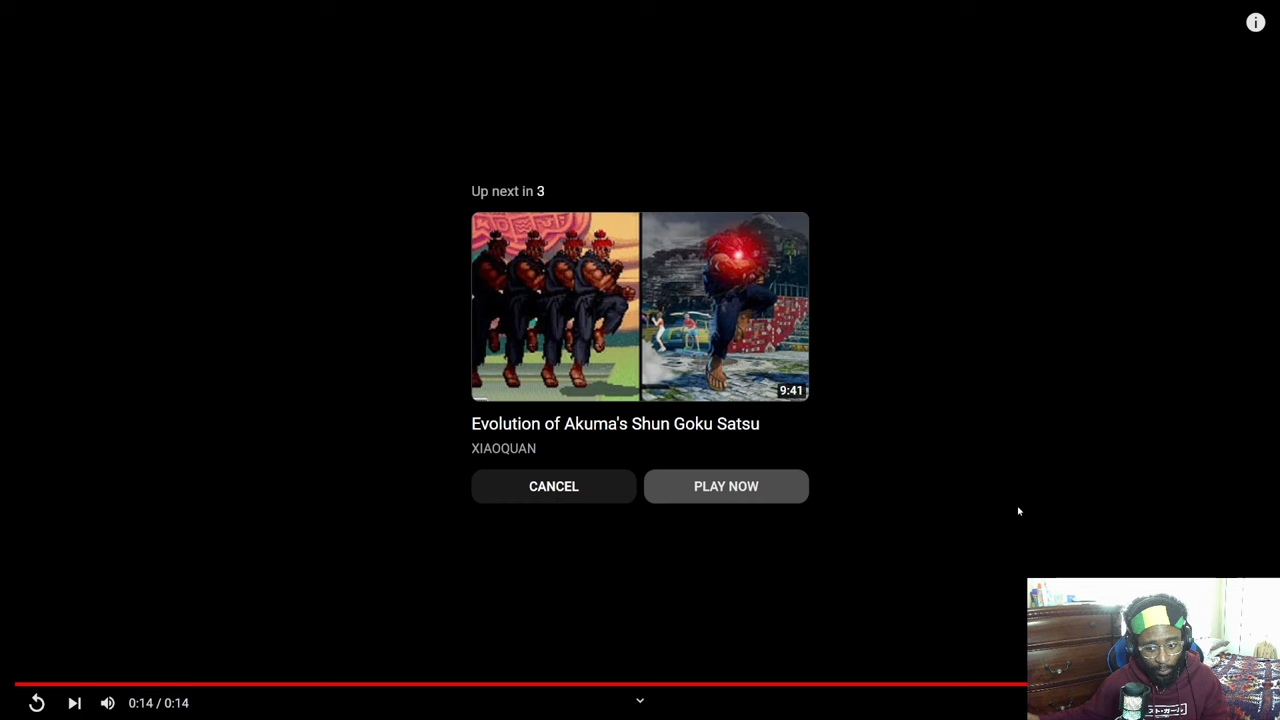 Up next in 3
9:41
Evolution of Akuma's Shun Goku Satsu
XIAOQUAN
CANCEL
PLAY NOW
0:14 / 0:14